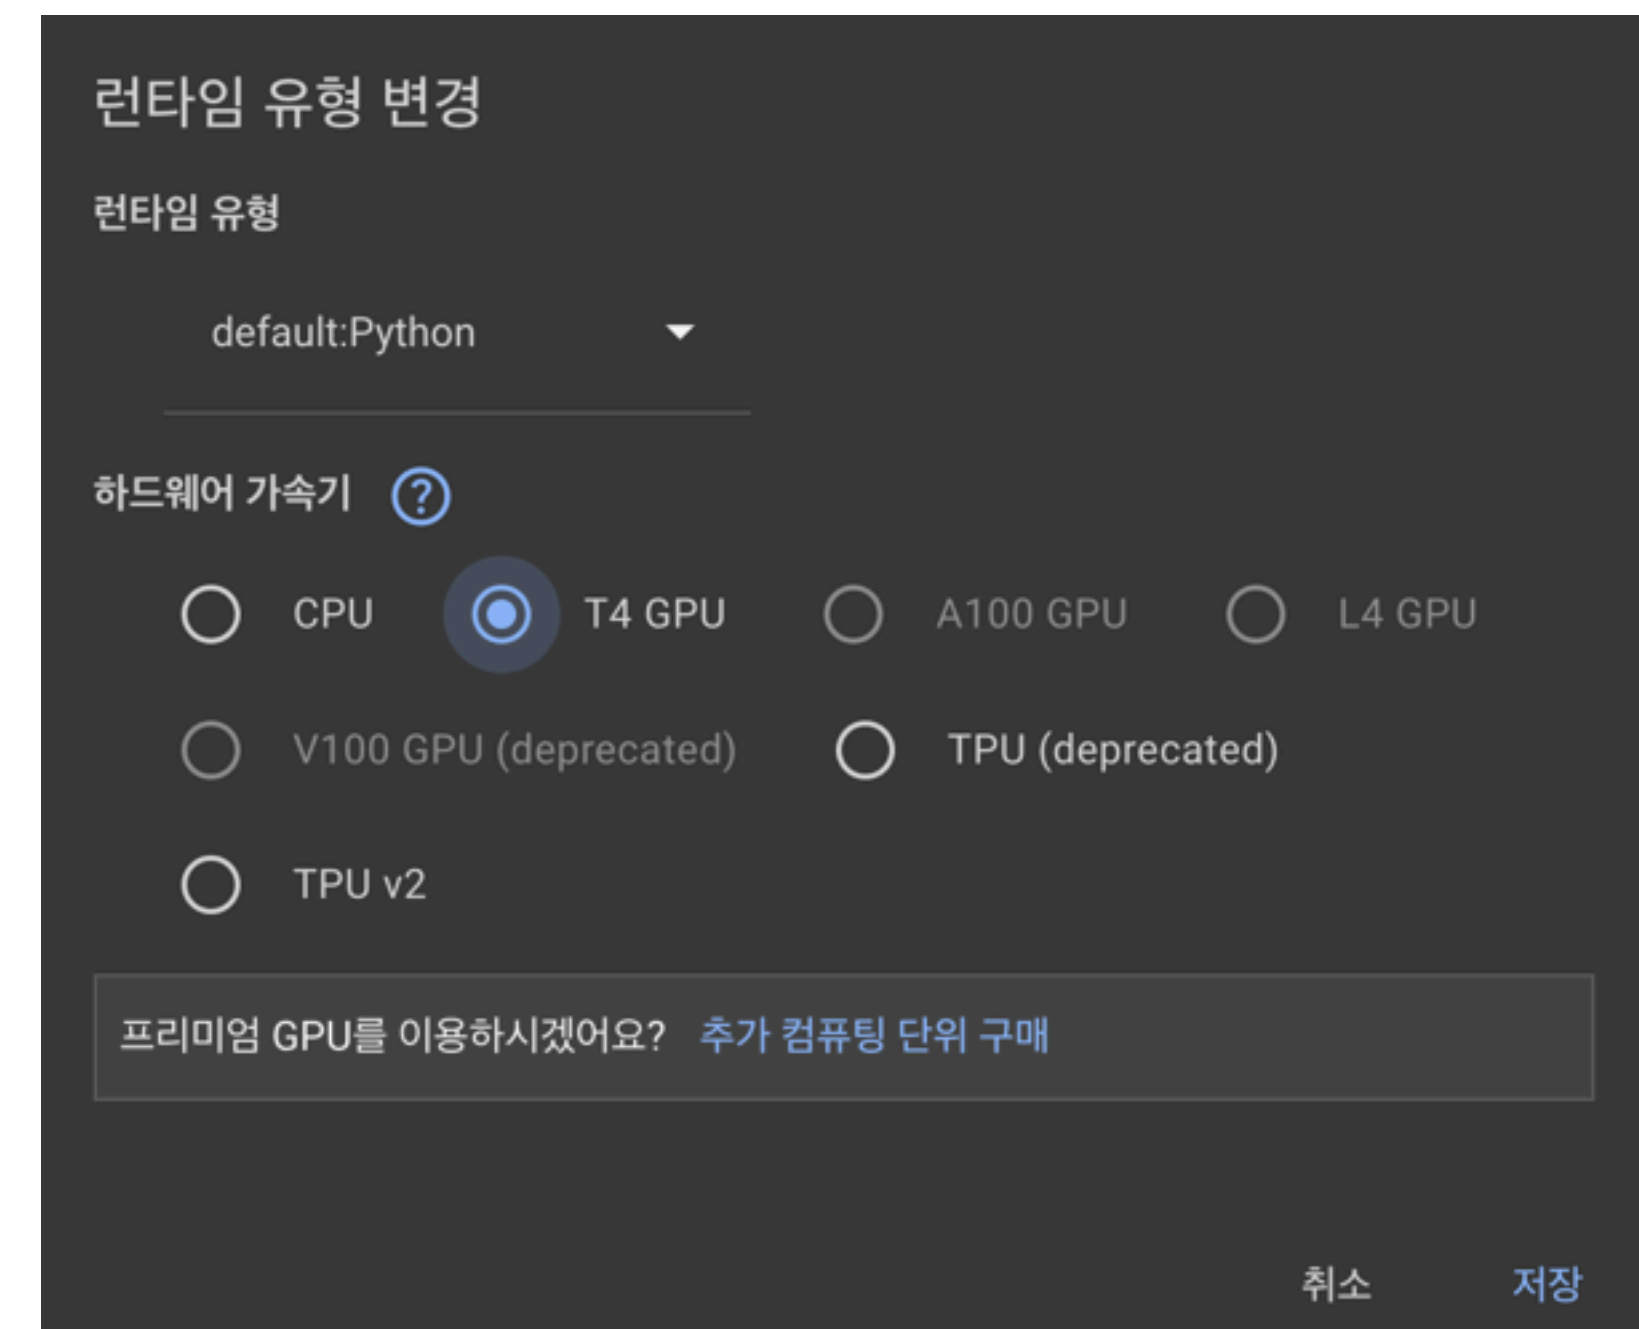 런타임 유형 변경
런타임 유형
default:Python
하드웨어 가속기 ?
CPU T4 GPU A100 GPU L4 GPU
V100 GPU (deprecated) TPU (deprecated)
TPU v2
프리미엄 GPU를 이용하시겠어요? 추가 컴퓨팅 단위 구매
취소 저장